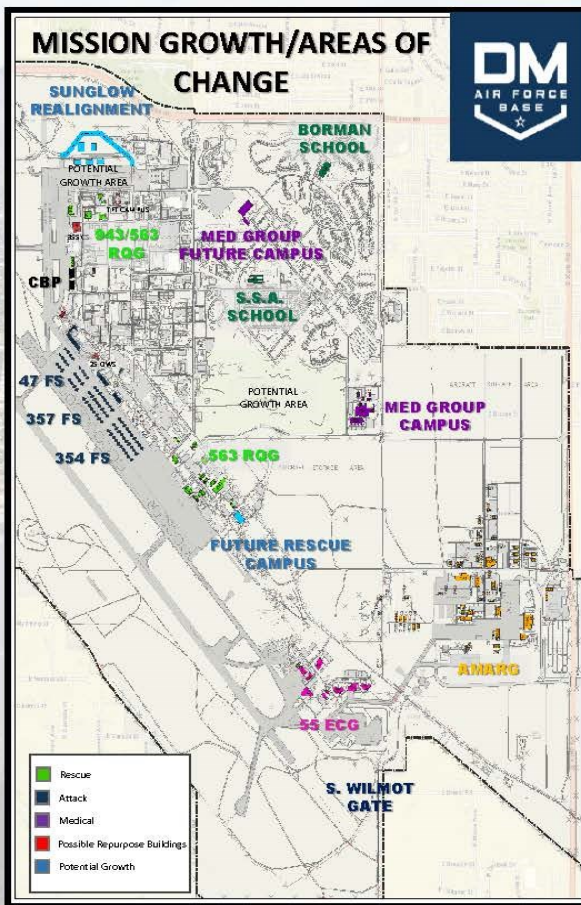 MISSION GROWTH/AREAS OF
CHANGE
DM
AIR FORCE
BASE
SUNGLOW
REALIGNMENT
BORMAN
SCHOOL
POTENTIAL
GROWTH AREA
943/563
RQG
MED GROUP
FUTURE CAMPUS
CBP
S.S.A.
SCHOOL
25 OWS
47 FS
POTENTIAL
GROWTH AREA
357 FS
MED GROUP
CAMPUS
354 FS
563 RQG
FUTURE RESCUE
CAMPUS
AMARG
55 ECG
S. WILMOT
GATE
Rescue
Attack
Medical
Possible Repurpose Buildings
Potential Growth